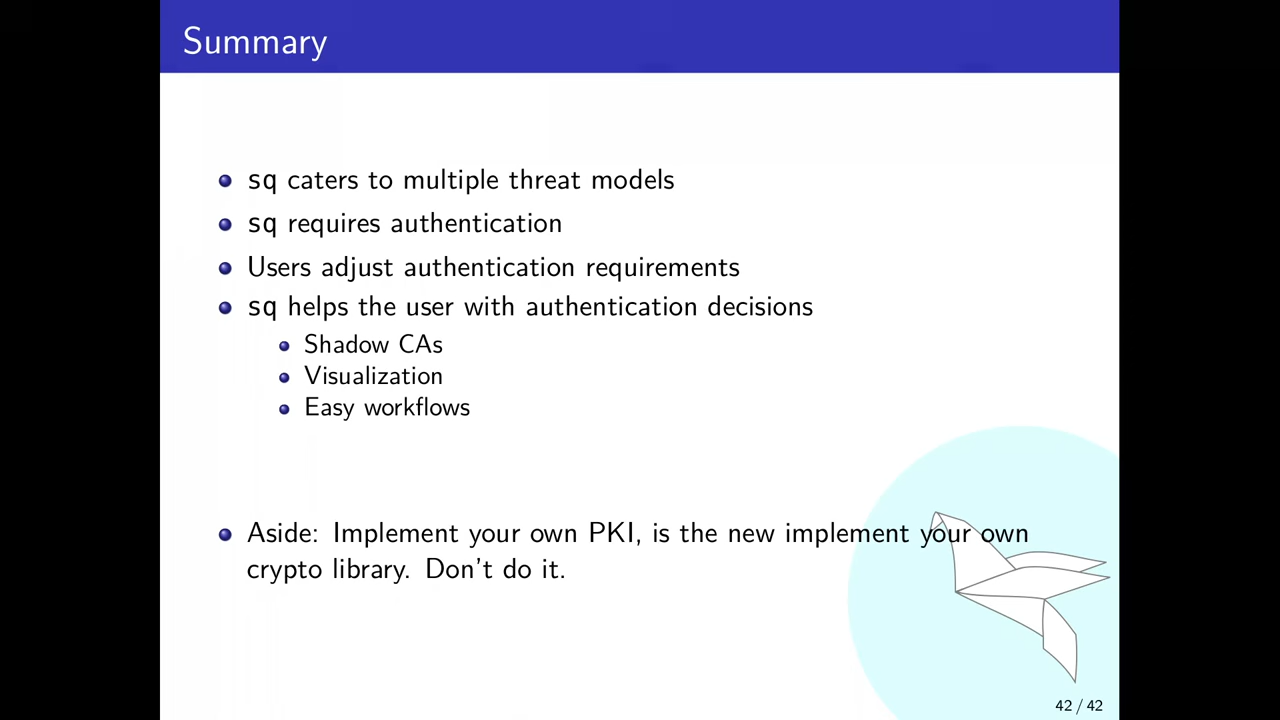 Summary
sq caters to multiple threat models
sq requires authentication
Users adjust authentication requirements
sq helps the user with authentication decisions
Shadow CAs
Visualization
Easy workflows
Aside: Implement your own PKI, is the new implement your own
crypto library. Don't do it.
42 / 42